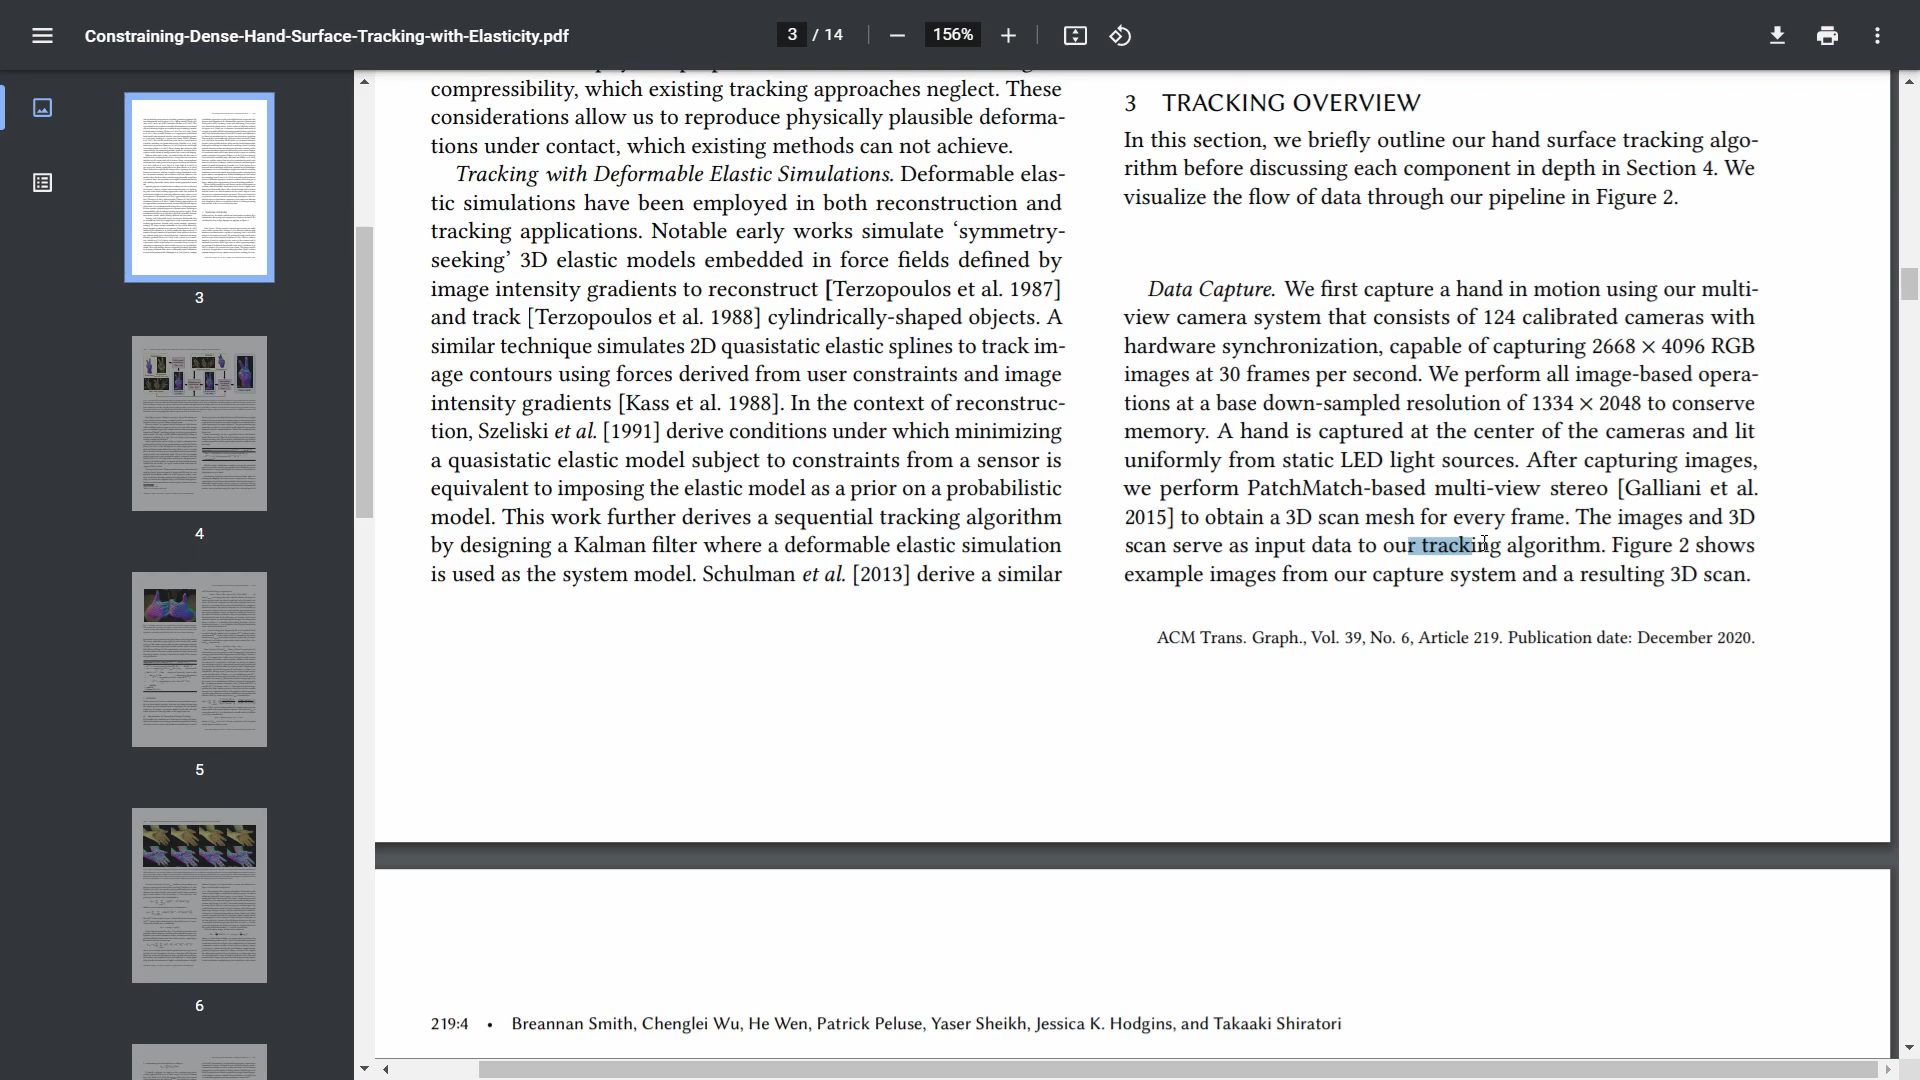 Constraining-Dense-Hand-Surface-Tracking-with-Elasticity.pdf
3 / 14
156%
3
4
5
6
compressibility, which existing tracking approaches neglect. These
considerations allow us to reproduce physically plausible deforma-
tions under contact, which existing methods can not achieve.
Tracking with Deformable Elastic Simulations. Deformable elas-
tic simulations have been employed in both reconstruction and
tracking applications. Notable early works simulate ‘symmetry-
seeking’ 3D elastic models embedded in force fields defined by
image intensity gradients to reconstruct [Terzopoulos et al. 1987]
and track [Terzopoulos et al. 1988] cylindrically-shaped objects. A
similar technique simulates 2D quasistatic elastic splines to track im-
age contours using forces derived from user constraints and image
intensity gradients [Kass et al. 1988]. In the context of reconstruc-
tion, Szeliski et al. [1991] derive conditions under which minimizing
a quasistatic elastic model subject to constraints from a sensor is
equivalent to imposing the elastic model as a prior on a probabilistic
model. This work further derives a sequential tracking algorithm
by designing a Kalman filter where a deformable elastic simulation
is used as the system model. Schulman et al. [2013] derive a similar
3 TRACKING OVERVIEW
In this section, we briefly outline our hand surface tracking algo-
rithm before discussing each component in depth in Section 4. We
visualize the flow of data through our pipeline in Figure 2.
Data Capture. We first capture a hand in motion using our multi-
view camera system that consists of 124 calibrated cameras with
hardware synchronization, capable of capturing 2668 × 4096 RGB
images at 30 frames per second. We perform all image-based opera-
tions at a base down-sampled resolution of 1334 × 2048 to conserve
memory. A hand is captured at the center of the cameras and lit
uniformly from static LED light sources. After capturing images,
we perform PatchMatch-based multi-view stereo [Galliani et al.
2015] to obtain a 3D scan mesh for every frame. The images and 3D
scan serve as input data to our tracking algorithm. Figure 2 shows
example images from our capture system and a resulting 3D scan.
ACM Trans. Graph., Vol. 39, No. 6, Article 219. Publication date: December 2020.
219:4 • Breannan Smith, Chenglei Wu, He Wen, Patrick Peluse, Yaser Sheikh, Jessica K. Hodgins, and Takaaki Shiratori